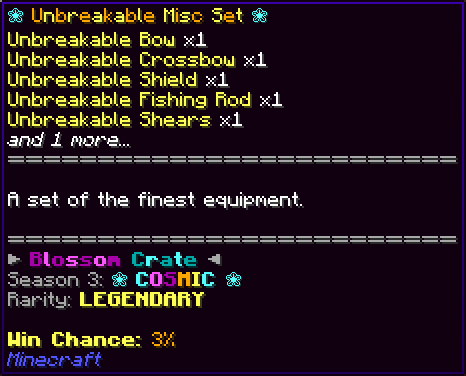 ❀ Unbreakable Misc Set ❀
Unbreakable Bow x1
Unbreakable Crossbow x1
Unbreakable Shield x1
Unbreakable Fishing Rod x1
Unbreakable Shears x1
and 1 more...
==============================
A set of the finest equipment.
==============================
► Blossom Crate ◄
Season 3: ❀ COSMIC ❀
Rarity: LEGENDARY
Win Chance: 3%
Minecraft